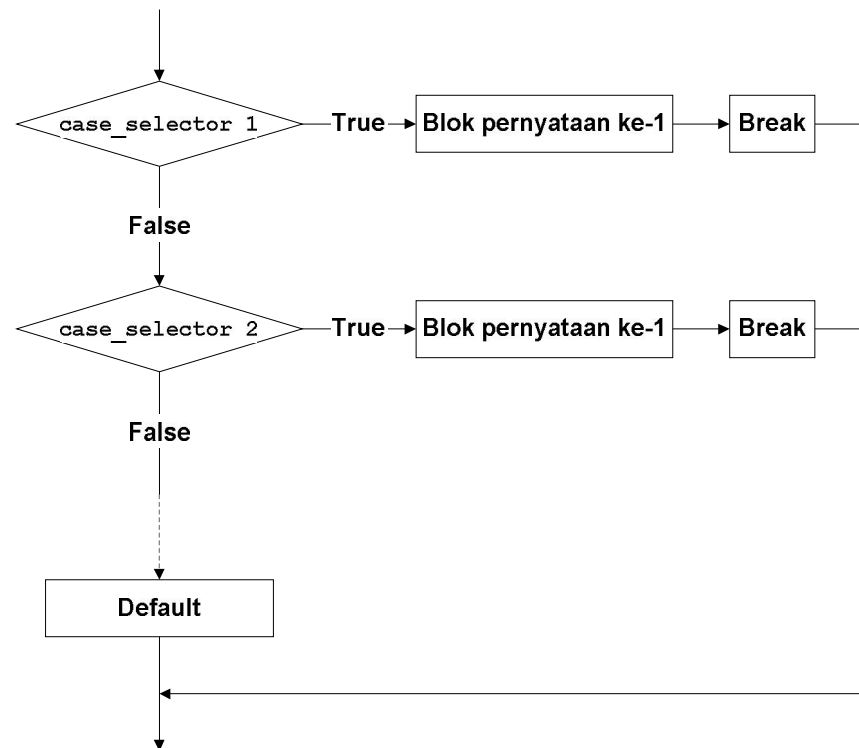 case_selector 1
True
Blok pernyataan ke-1
Break
False
case_selector 2
True
Blok pernyataan ke-1
Break
False
Default